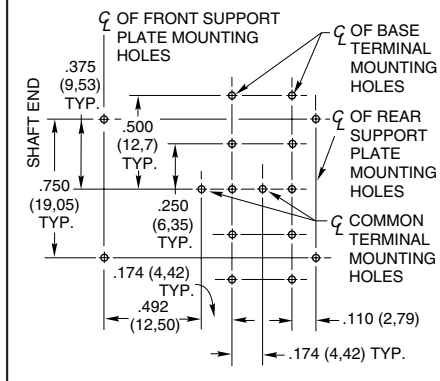 ℄ OF FRONT SUPPORT
PLATE MOUNTING
HOLES
℄ OF BASE
TERMINAL
MOUNTING
HOLES
.375
(9,53)
TYP.
SHAFT END
.500
(12,7)
TYP.
℄ OF REAR
SUPPORT
PLATE
MOUNTING
HOLES
.750
(19,05)
TYP.
.250
(6,35)
TYP.
℄ COMMON
TERMINAL
MOUNTING
HOLES
.174 (4,42)
TYP.
.492
(12,50)
.110 (2,79)
.174 (4,42) TYP.